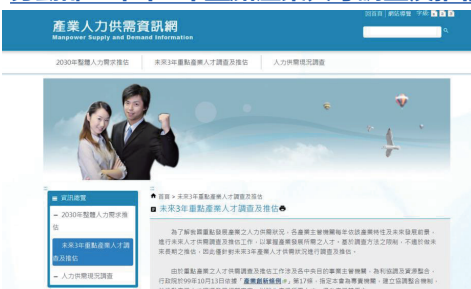 產業人力供需資訊網
Manpower Supply and Demand Information
回首頁 | 網站導覽 字級
2030年整體人力需求推估
未來3年重點產業人才調查及推估
人力供需現況調查
資訊總覽
2030年整體人力需求推
估
未來3年重點產業人才調
查及推估
人力供需現況調查
首頁 > 未來3年重點產業人才調查及推估
未來3年重點產業人才調查及推估
為了解我國重點發展產業之人力供需狀況，各產業主管機關每年依該產業特性及未來發展前景，
進行未來人才供需調查及推估工作，以掌握產業發展所需之人才。基於調查方法之限制，不適於做未
來長期之推估，因此僅針對未來3年產業人才供需狀況進行調查及推估。
由於重點產業之人才供需調查及推估工作涉及各中央目的事業主管機關，為利協調及資源整合，
行政院於99年10月13日依據「產業創新條例」第17條，指定本會為專責機關，建立協調整合機制，